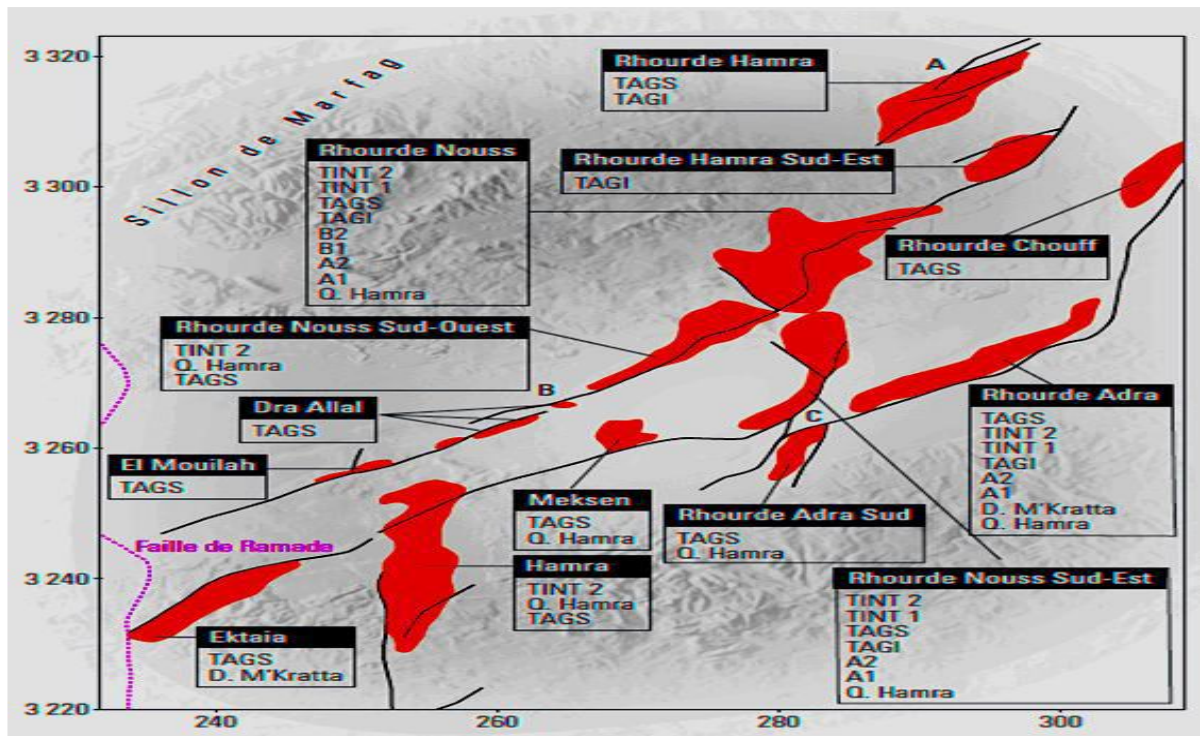 3 320
3 300
3 280
3 260
3 240
3 220
240
260
280
300
Sillon de Marfag
A
Rhourde Hamra
TAGS
TAGI
Rhourde Nouss
TINT 2
TINT 1
TAGS
TAGI
B2
B1
A2
A1
Q. Hamra
Rhourde Hamra Sud-Est
TAGI
Rhourde Chouff
TAGS
Rhourde Nouss Sud-Ouest
TINT 2
Q. Hamra
TAGS
B
Dra Allal
TAGS
C
Rhourde Adra
TAGS
TINT 2
TINT 1
TAGI
A2
A1
D. M'Kratta
Q. Hamra
El Mouilah
TAGS
Meksen
TAGS
Q. Hamra
Rhourde Adra Sud
TAGS
Q. Hamra
Faille de Ramade
Hamra
TINT 2
Q. Hamra
TAGS
Rhourde Nouss Sud-Est
TINT 2
TINT 1
TAGS
TAGI
A2
A1
Q. Hamra
Ektaia
TAGS
D. M'Kratta